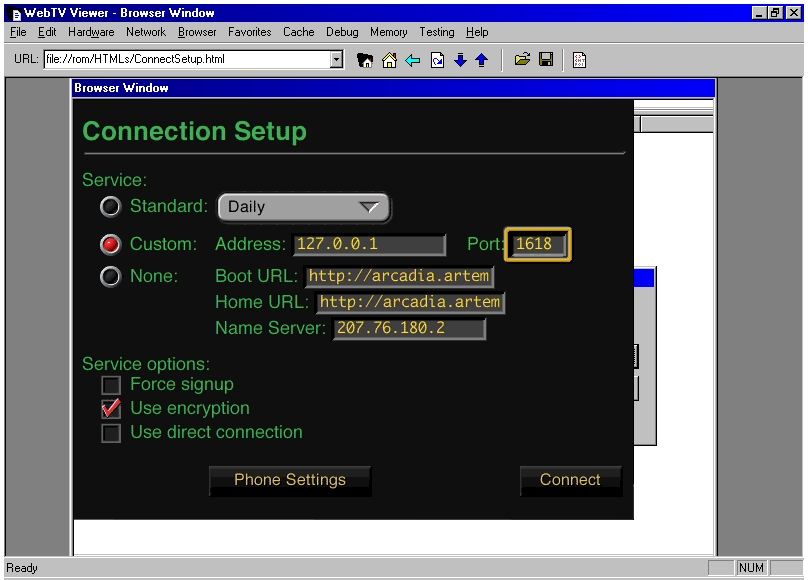 WebTV Viewer - Browser Window
File Edit Hardware Network Browser Favorites Cache Debug Memory Testing Help
URL: file://rom/HTMLs/ConnectSetup.html
Browser Window
Connection Setup
Service:
Standard: Daily
Custom: Address: 127.0.0.1 Port: 1618
None: Boot URL: http://arcadia.artem
Home URL: http://arcadia.artem
Name Server: 207.76.180.2
Service options:
Force signup
Use encryption
Use direct connection
Phone Settings Connect
Ready NUM